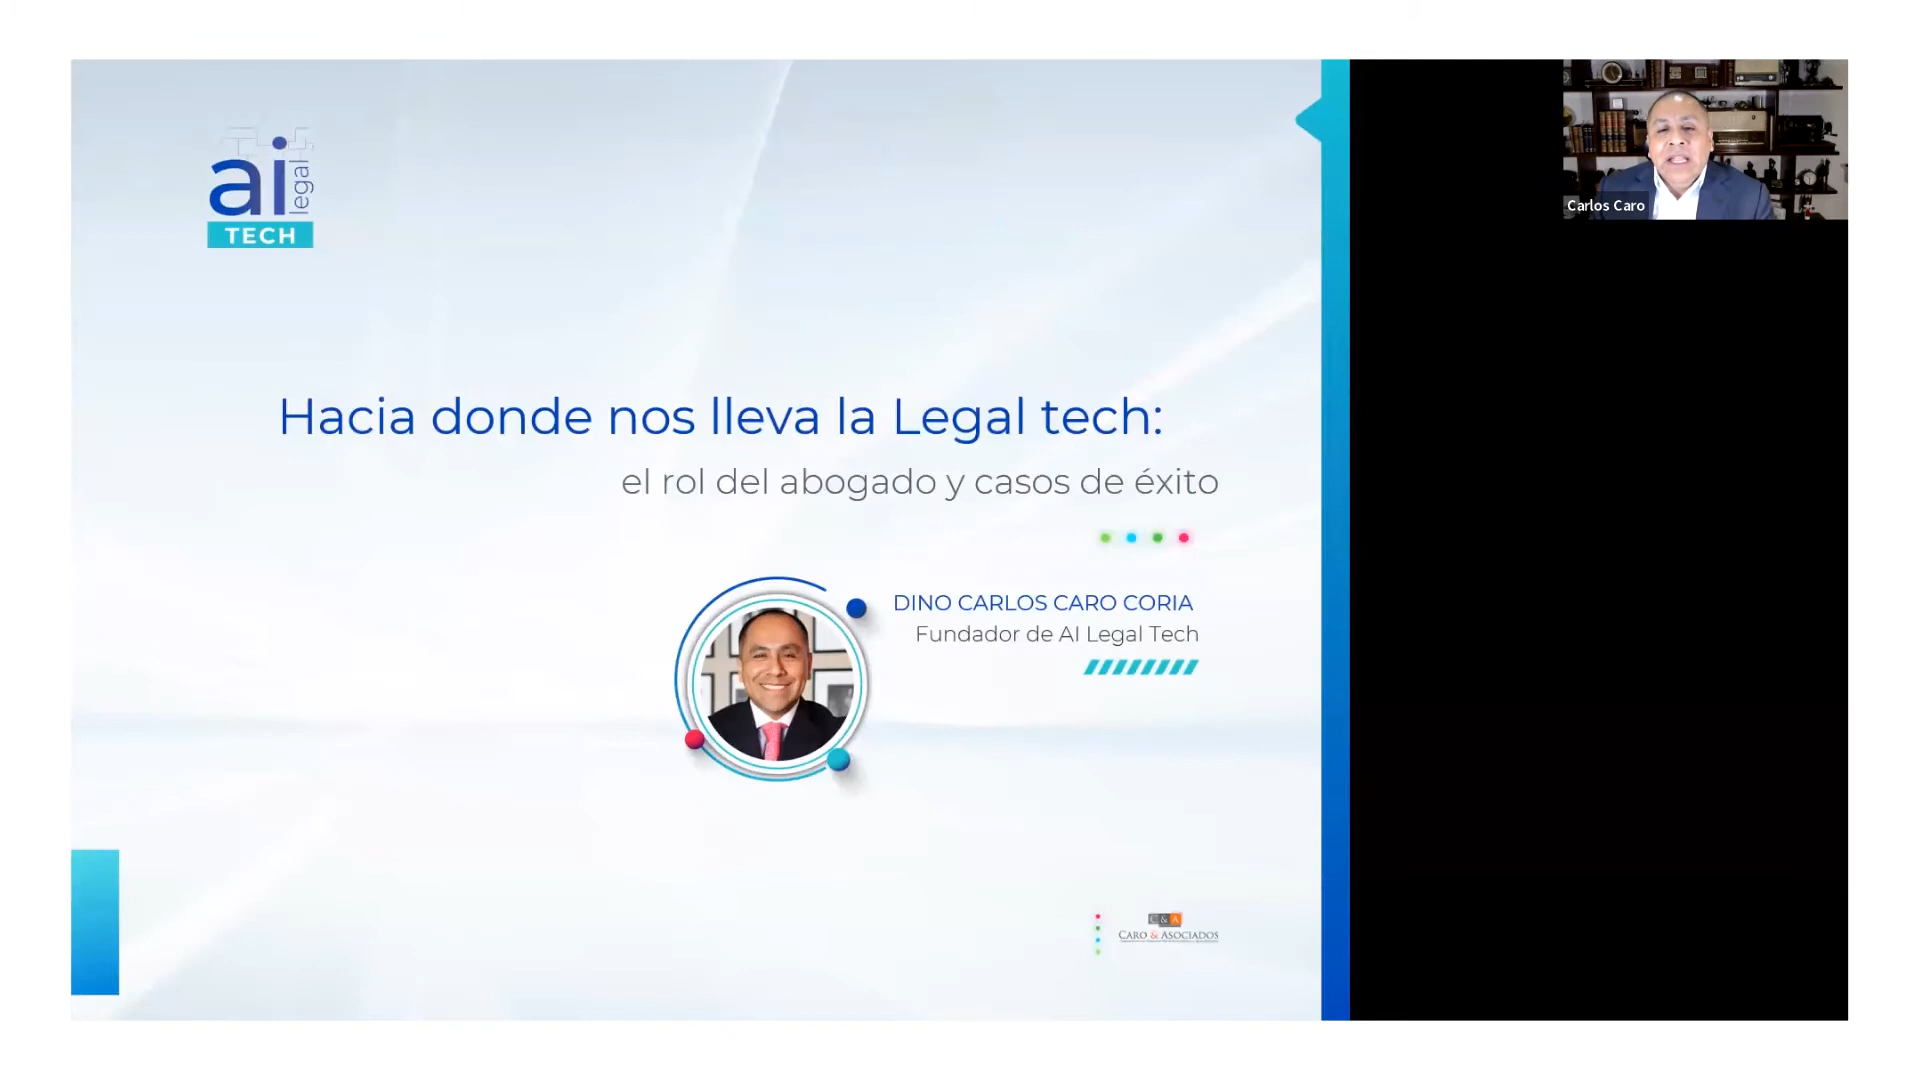 ai
legal
TECH
Hacia donde nos lleva la Legal tech:
el rol del abogado y casos de éxito
DINO CARLOS CARO CORIA
Fundador de AI Legal Tech
C & A
CARO & ASOCIADOS
Carlos Caro